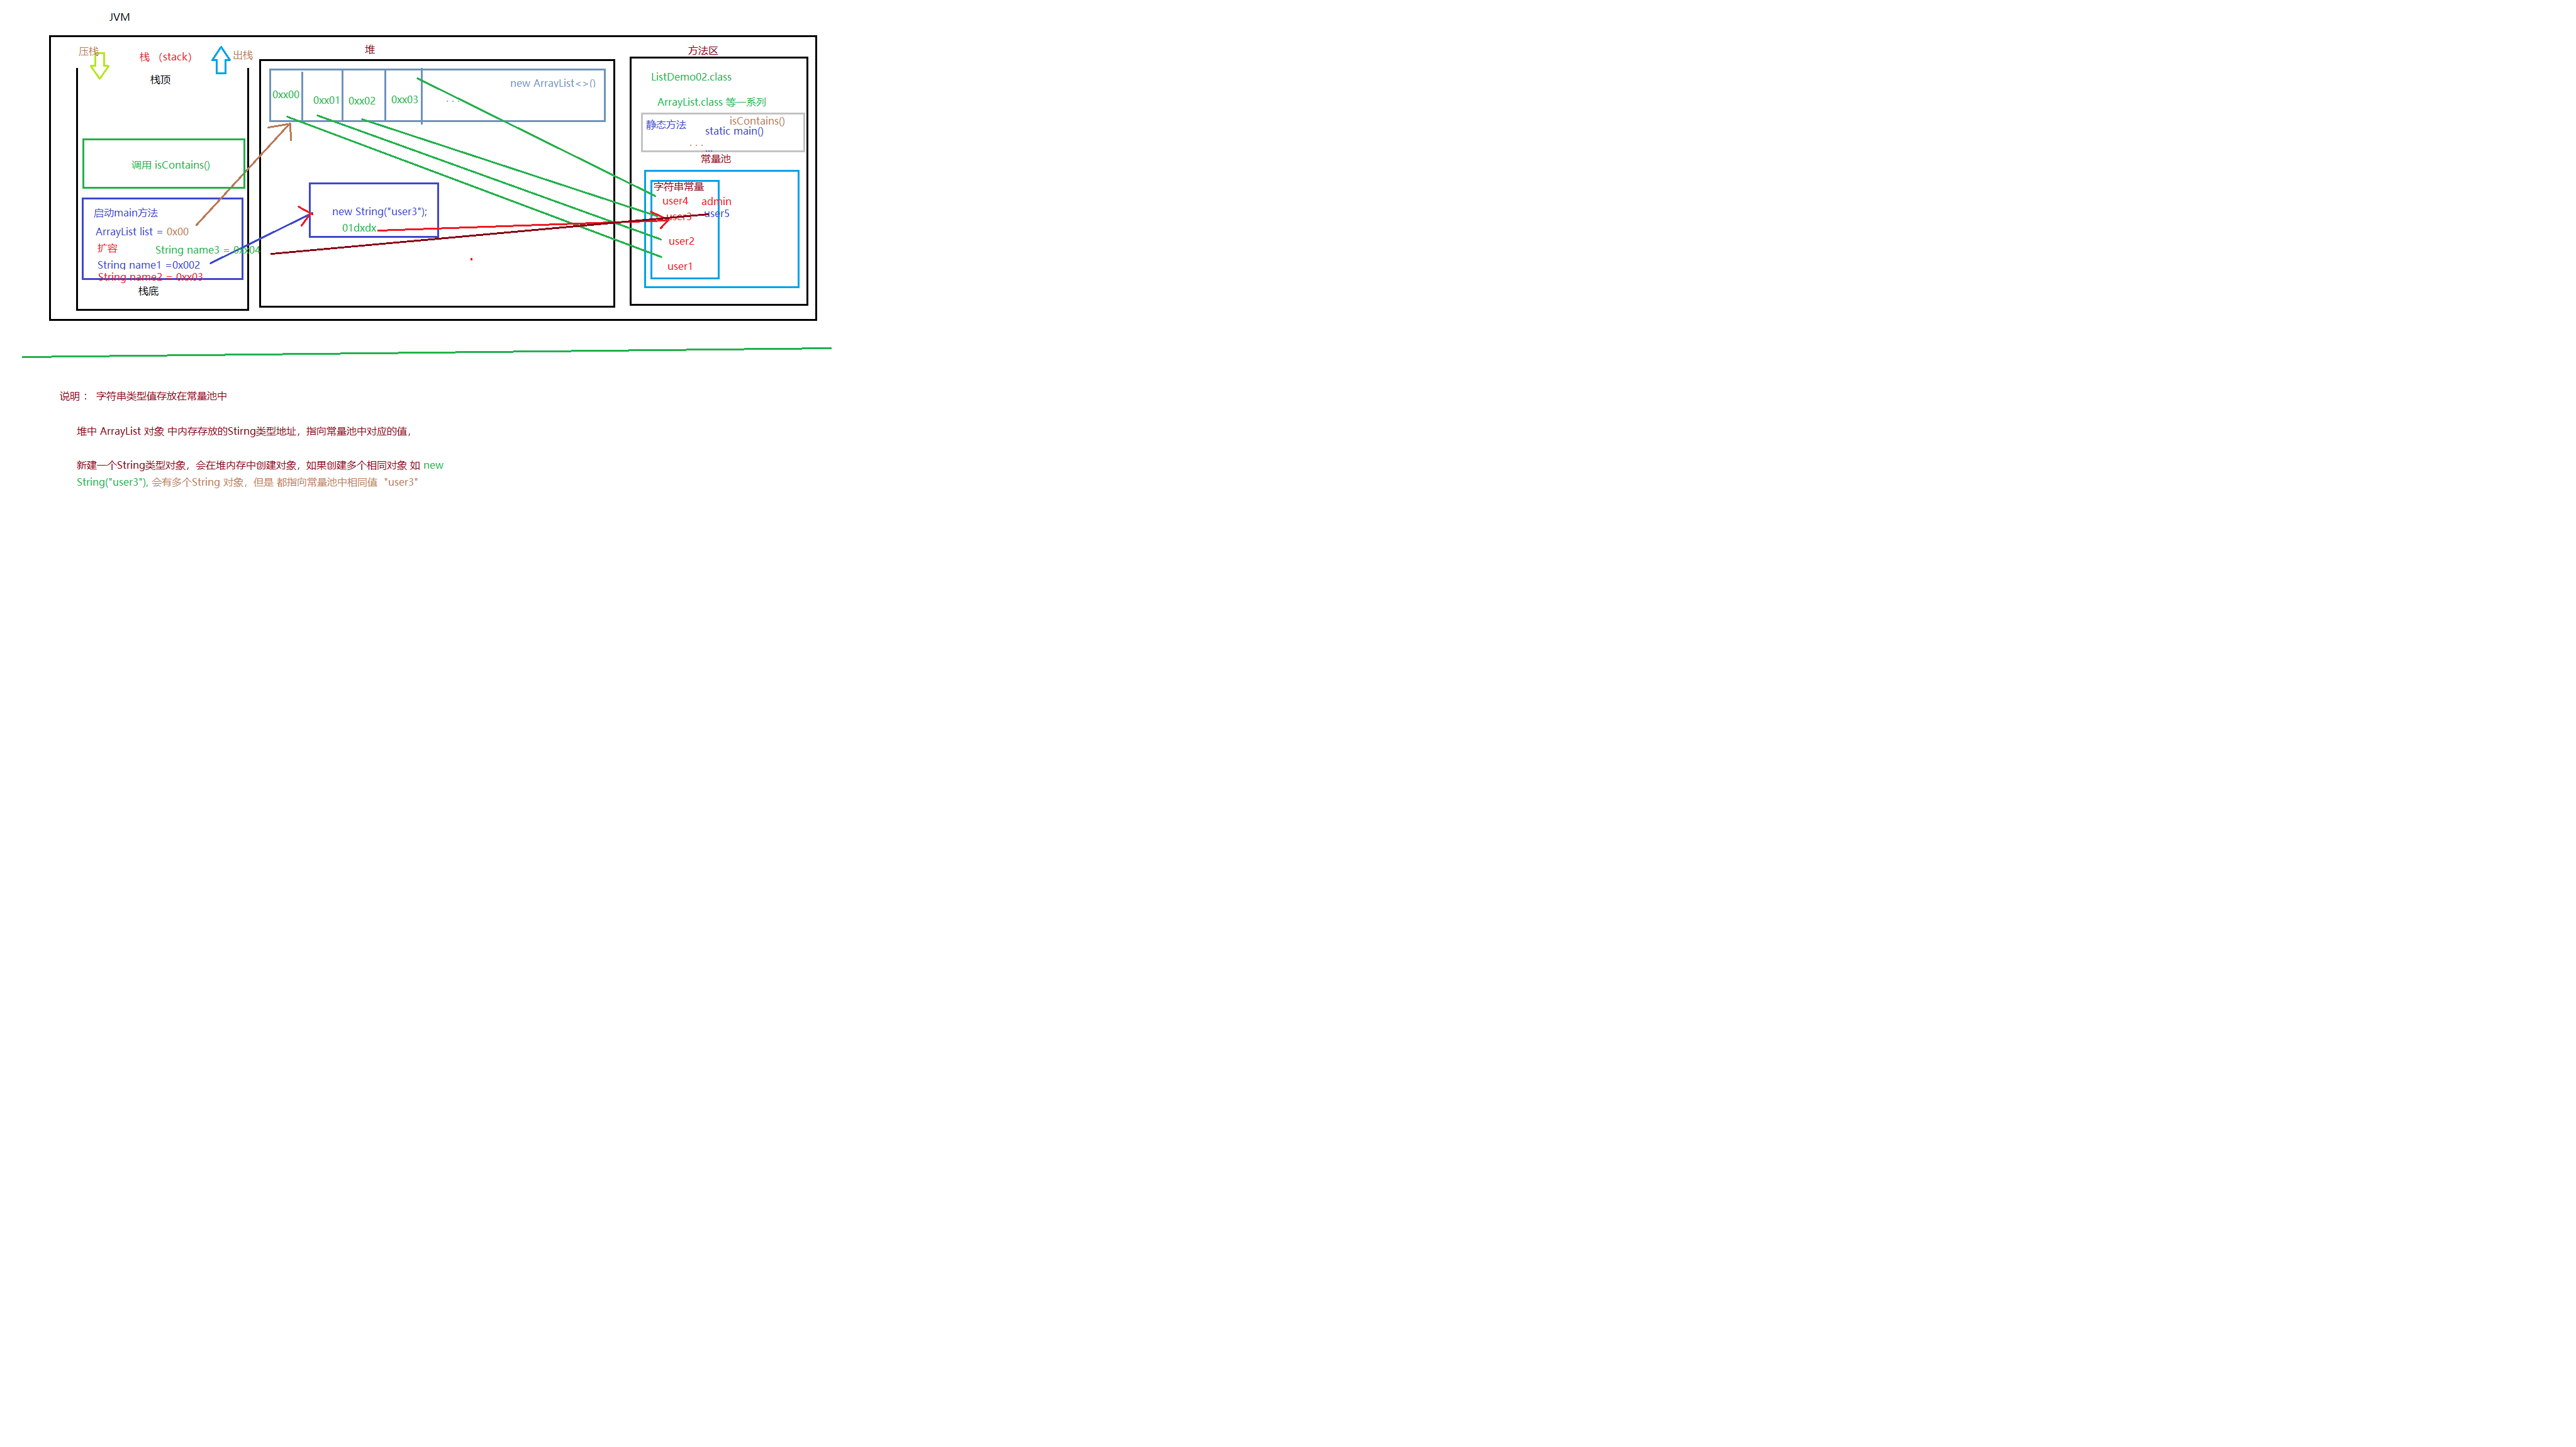 JVM
压栈
栈 （stack）
出栈
栈顶
调用 isContains()
启动main方法
ArrayList list = 0x00
扩容
String name3 = 0xx04
String name1 =0x002
String name2 = 0xx03
栈底
堆
0xx00
0xx01
0xx02
0xx03
. . .
new ArrayList<>()
new String("user3");
01dxdx
方法区
ListDemo02.class
ArrayList.class 等一系列
静态方法
isContains()
static main()
. . .
...
常量池
字符串常量
user4
admin
user3
user5
user2
user1
说明： 字符串类型值存放在常量池中
堆中 ArrayList 对象 中内存存放的Stirng类型地址，指向常量池中对应的值，
新建一个String类型对象，会在堆内存中创建对象，如果创建多个相同对象 如 new
String("user3"), 会有多个String 对象，但是 都指向常量池中相同值 "user3"